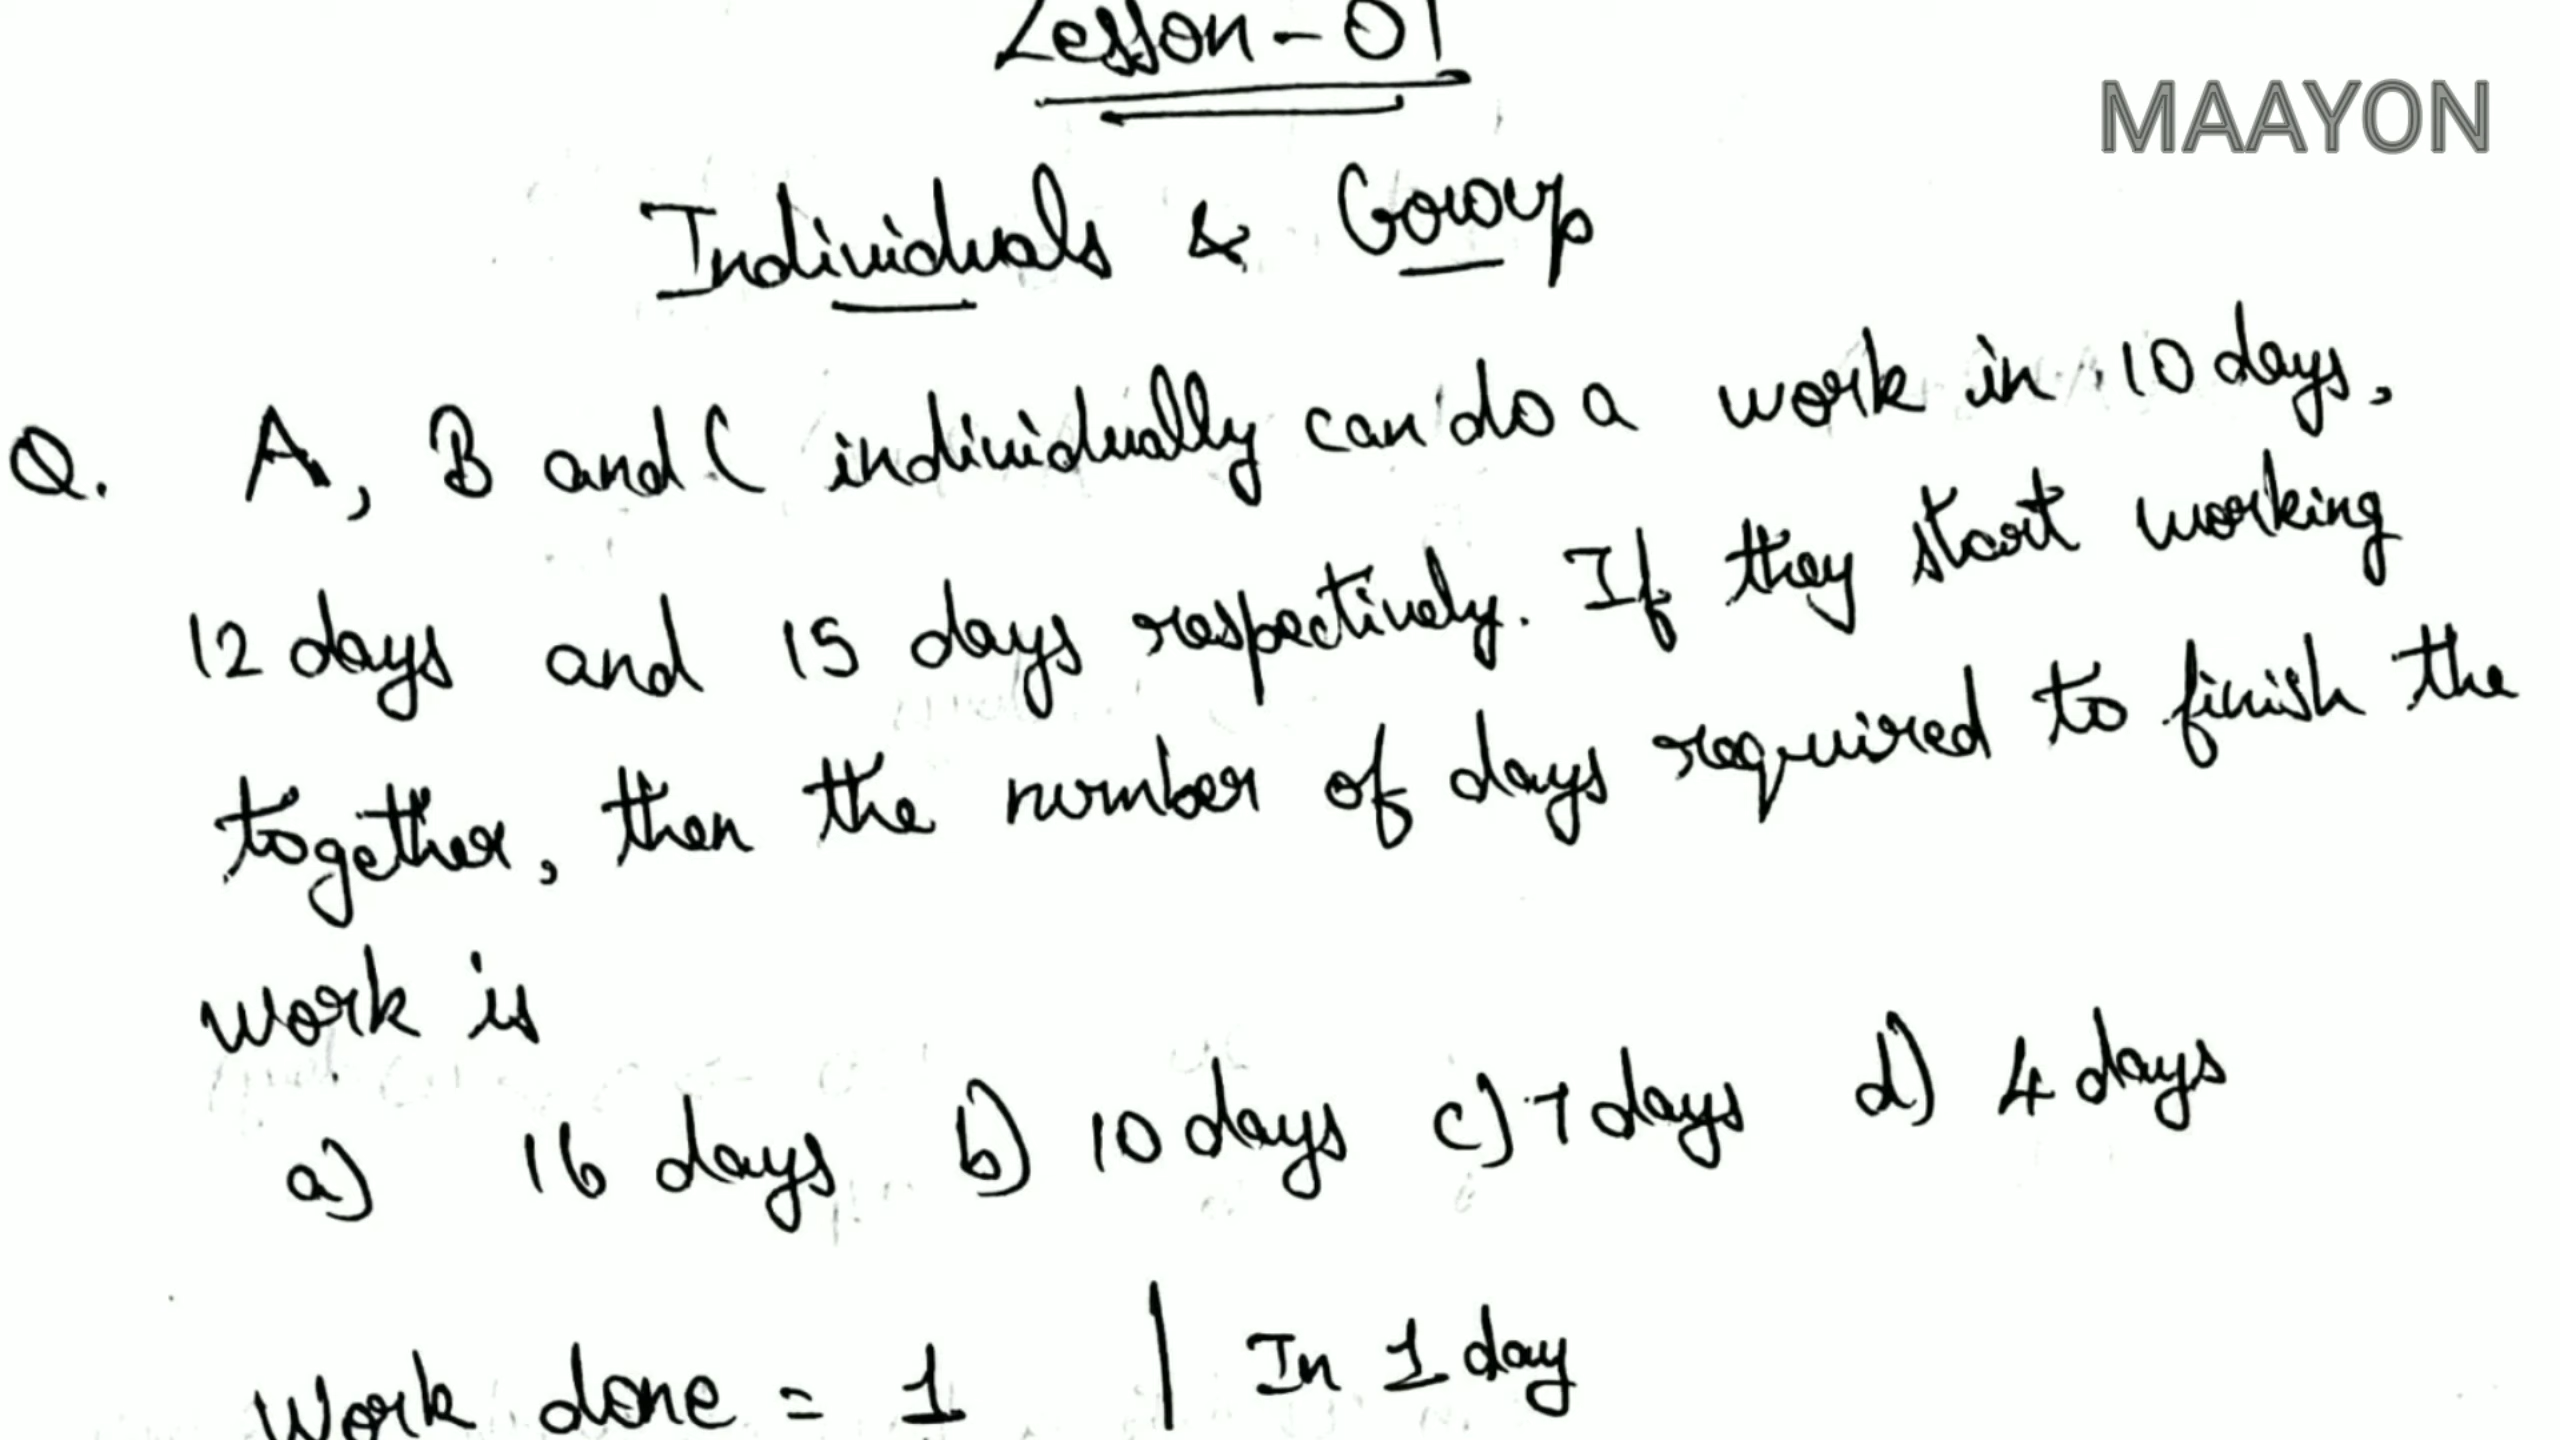 Lesson - 01
MAAYON
Individuals & Group
Q. A, B and C individually can do a work in 10 days,
12 days and 15 days respectively. If they start working
together, then the number of days required to finish the
work is
a) 16 days b) 10 days c) 7 days d) 4 days
Work done = 1 | In 1 day